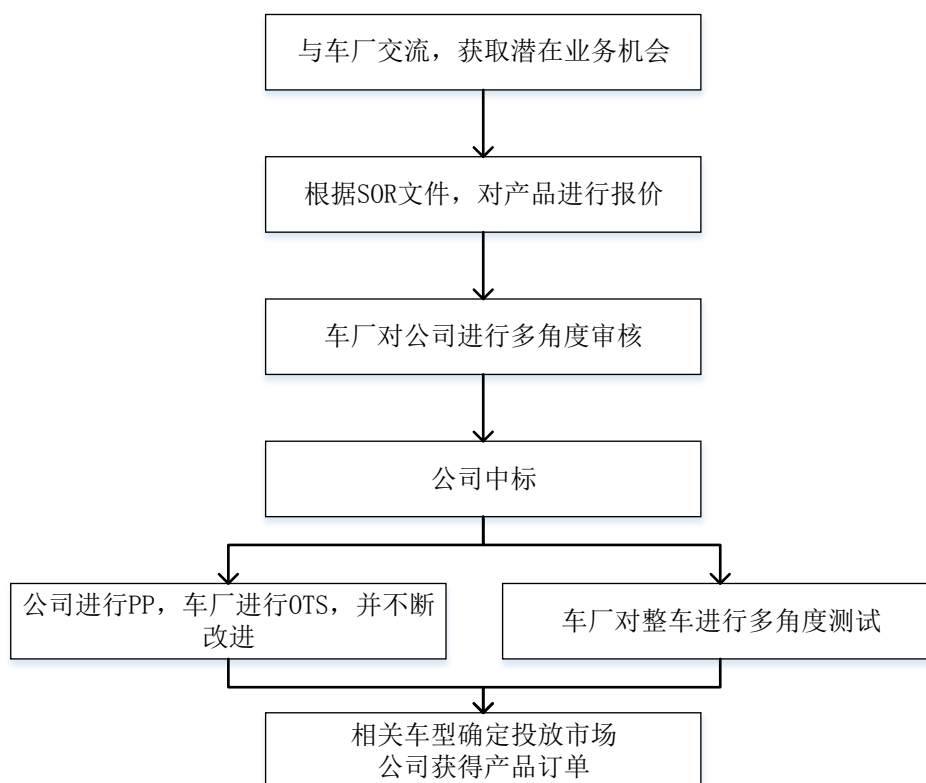 与车厂交流，获取潜在业务机会
根据SOR文件，对产品进行报价
车厂对公司进行多角度审核
公司中标
公司进行PP，车厂进行OTS，并不断
改进
车厂对整车进行多角度测试
相关车型确定投放市场
公司获得产品订单